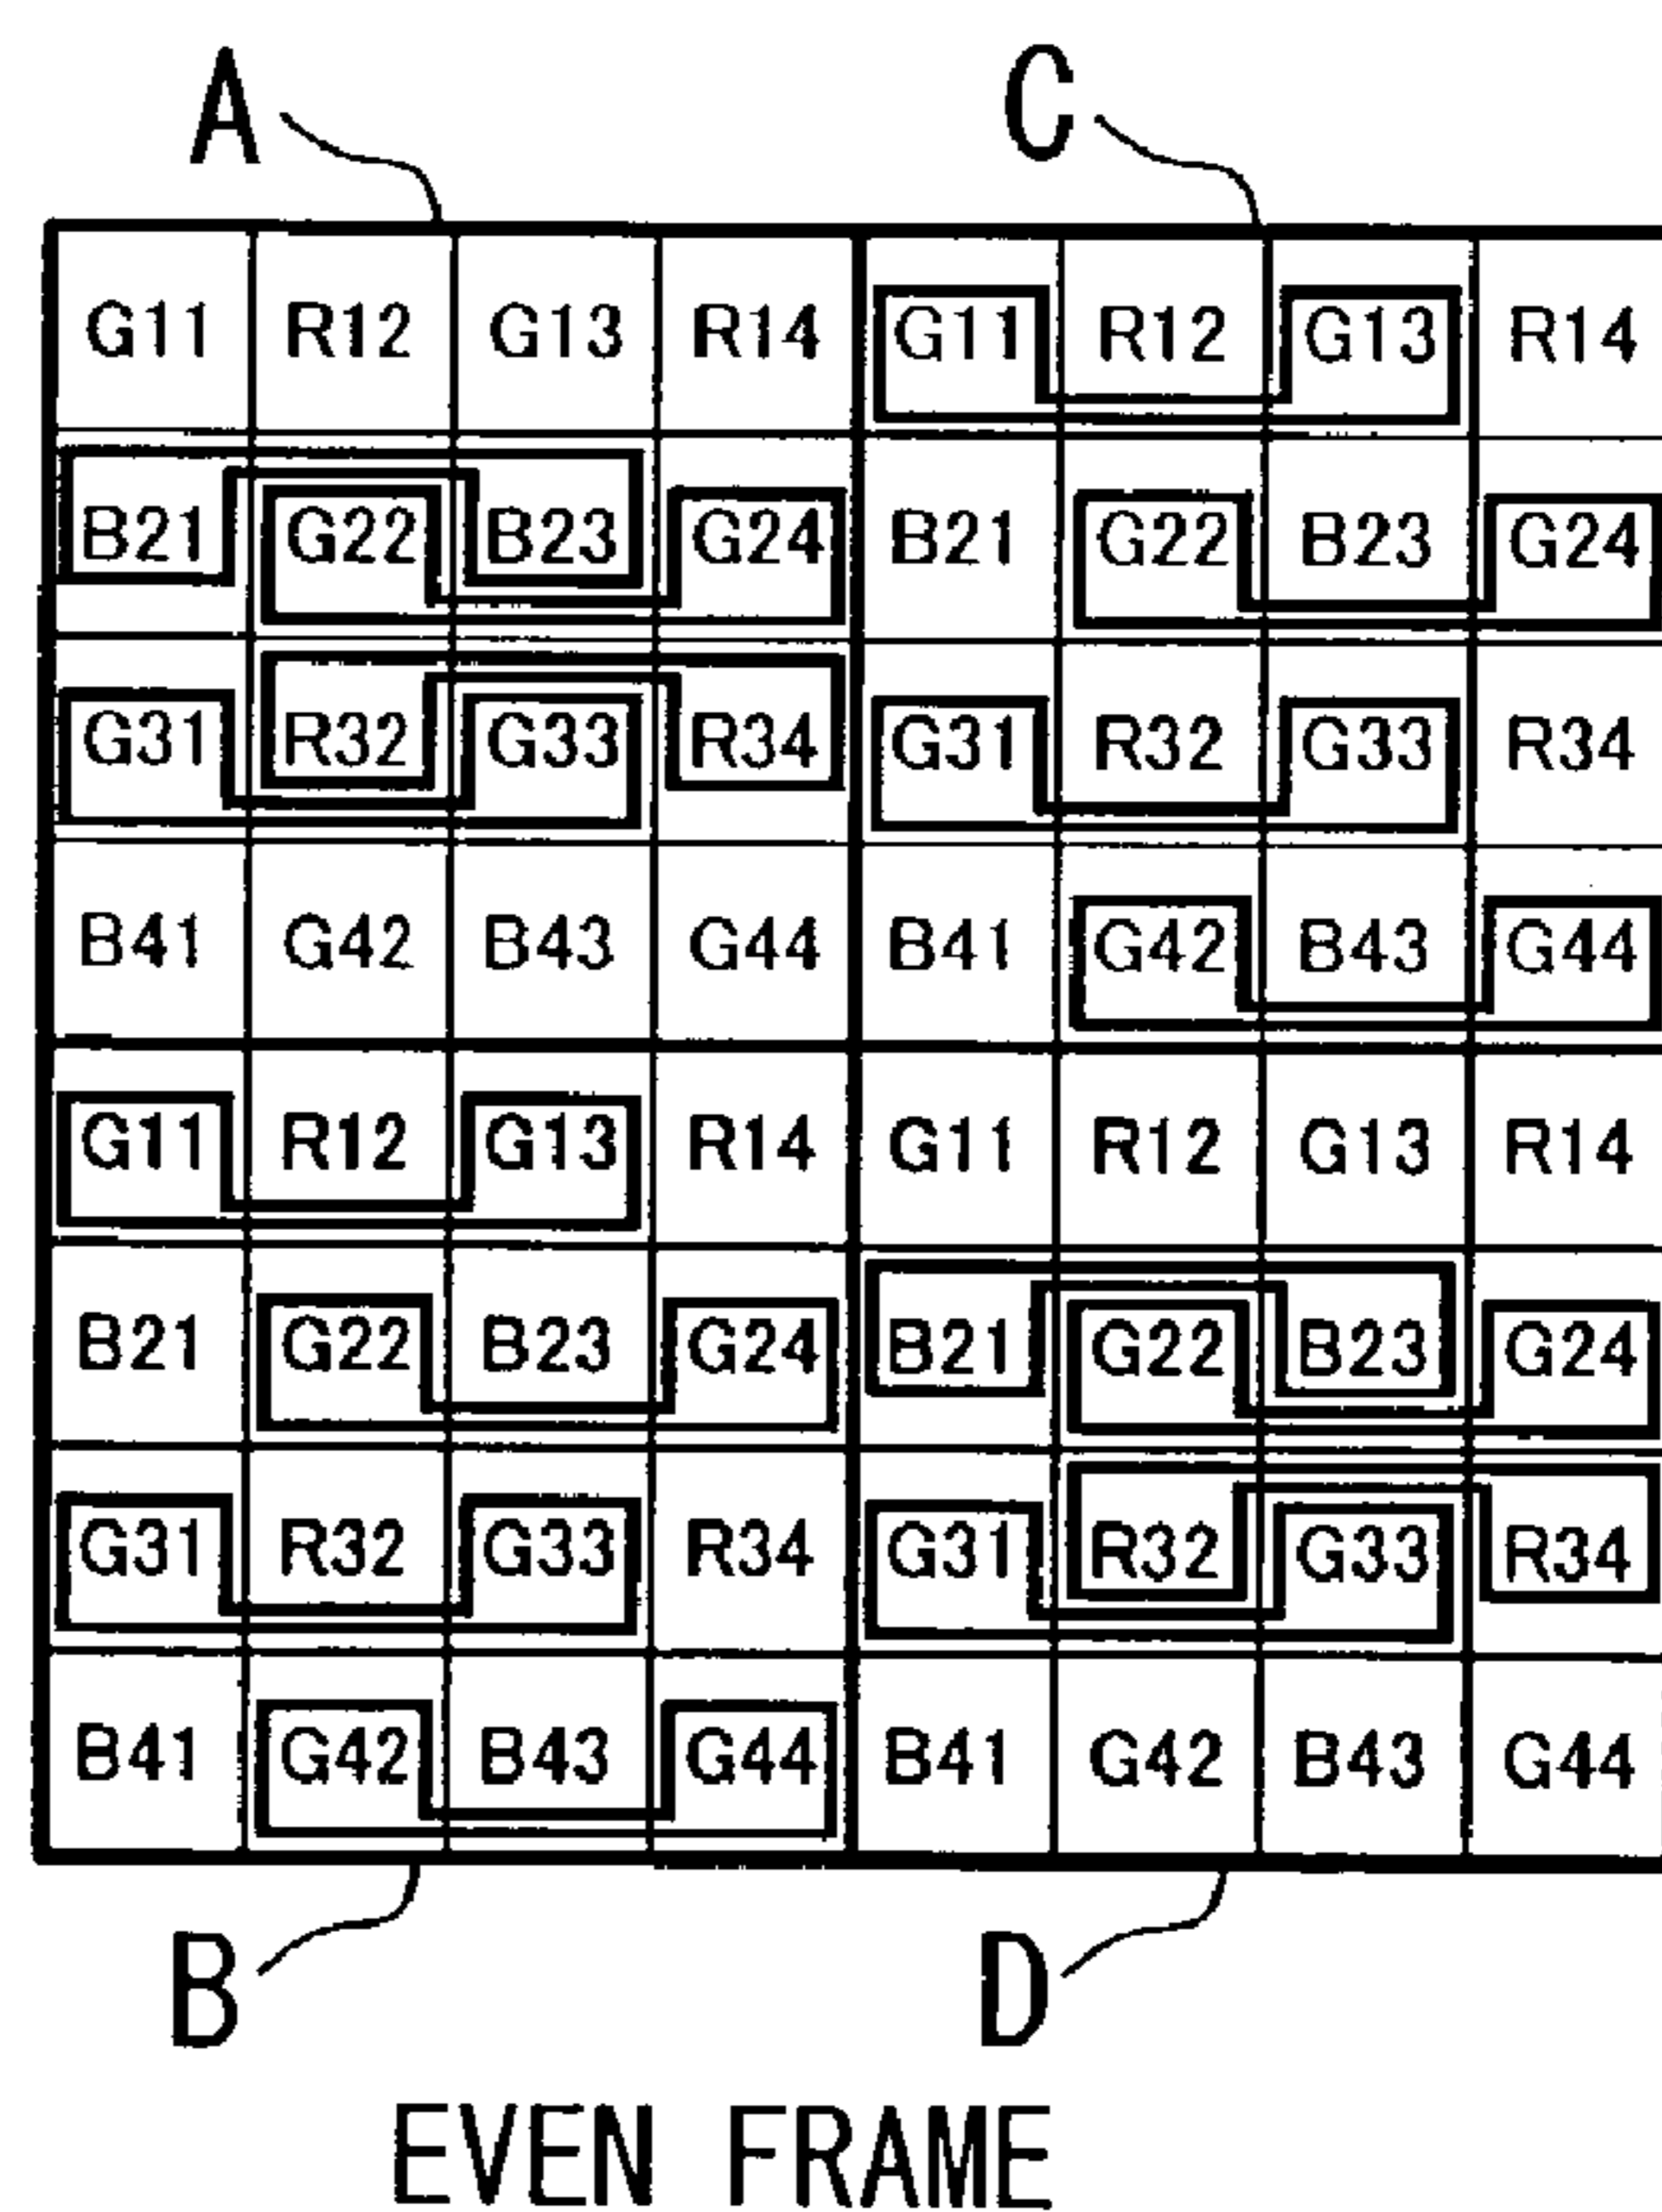 A C
G11 R12 G13 R14 G11 R12 G13 R14
B21 G22 B23 G24 B21 G22 B23 G24
G31 R32 G33 R34 G31 R32 G33 R34
B41 G42 B43 G44 B41 G42 B43 G44
G11 R12 G13 R14 G11 R12 G13 R14
B21 G22 B23 G24 B21 G22 B23 G24
G31 R32 G33 R34 G31 R32 G33 R34
B41 G42 B43 G44 B41 G42 B43 G44
B D
EVEN FRAME